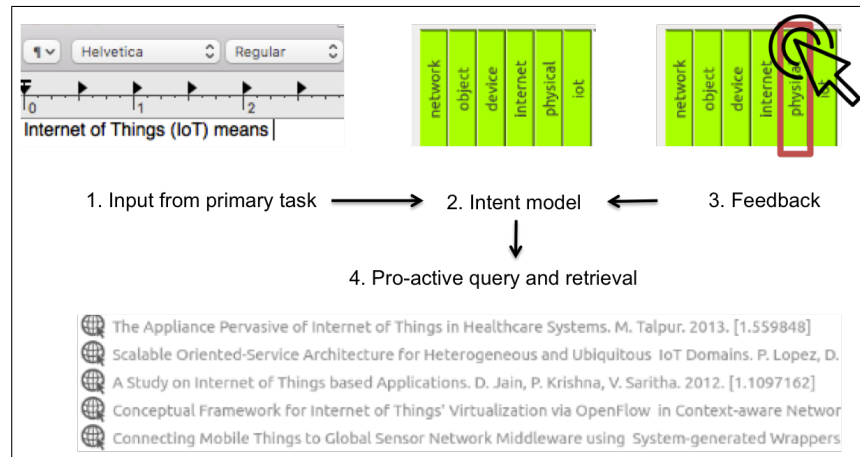 ¶ Helvetica Regular
0 1 2
Internet of Things (IoT) means
network object device internet physical iot
network object device internet physical iot
1. Input from primary task 2. Intent model 3. Feedback
4. Pro-active query and retrieval
The Appliance Pervasive of Internet of Things in Healthcare Systems. M. Talpur. 2013. [1.559848]
Scalable Oriented-Service Architecture for Heterogeneous and Ubiquitous IoT Domains. P. Lopez, D.
A Study on Internet of Things based Applications. D. Jain, P. Krishna, V. Saritha. 2012. [1.1097162]
Conceptual Framework for Internet of Things' Virtualization via OpenFlow in Context-aware Networ
Connecting Mobile Things to Global Sensor Network Middleware using System-generated Wrappers